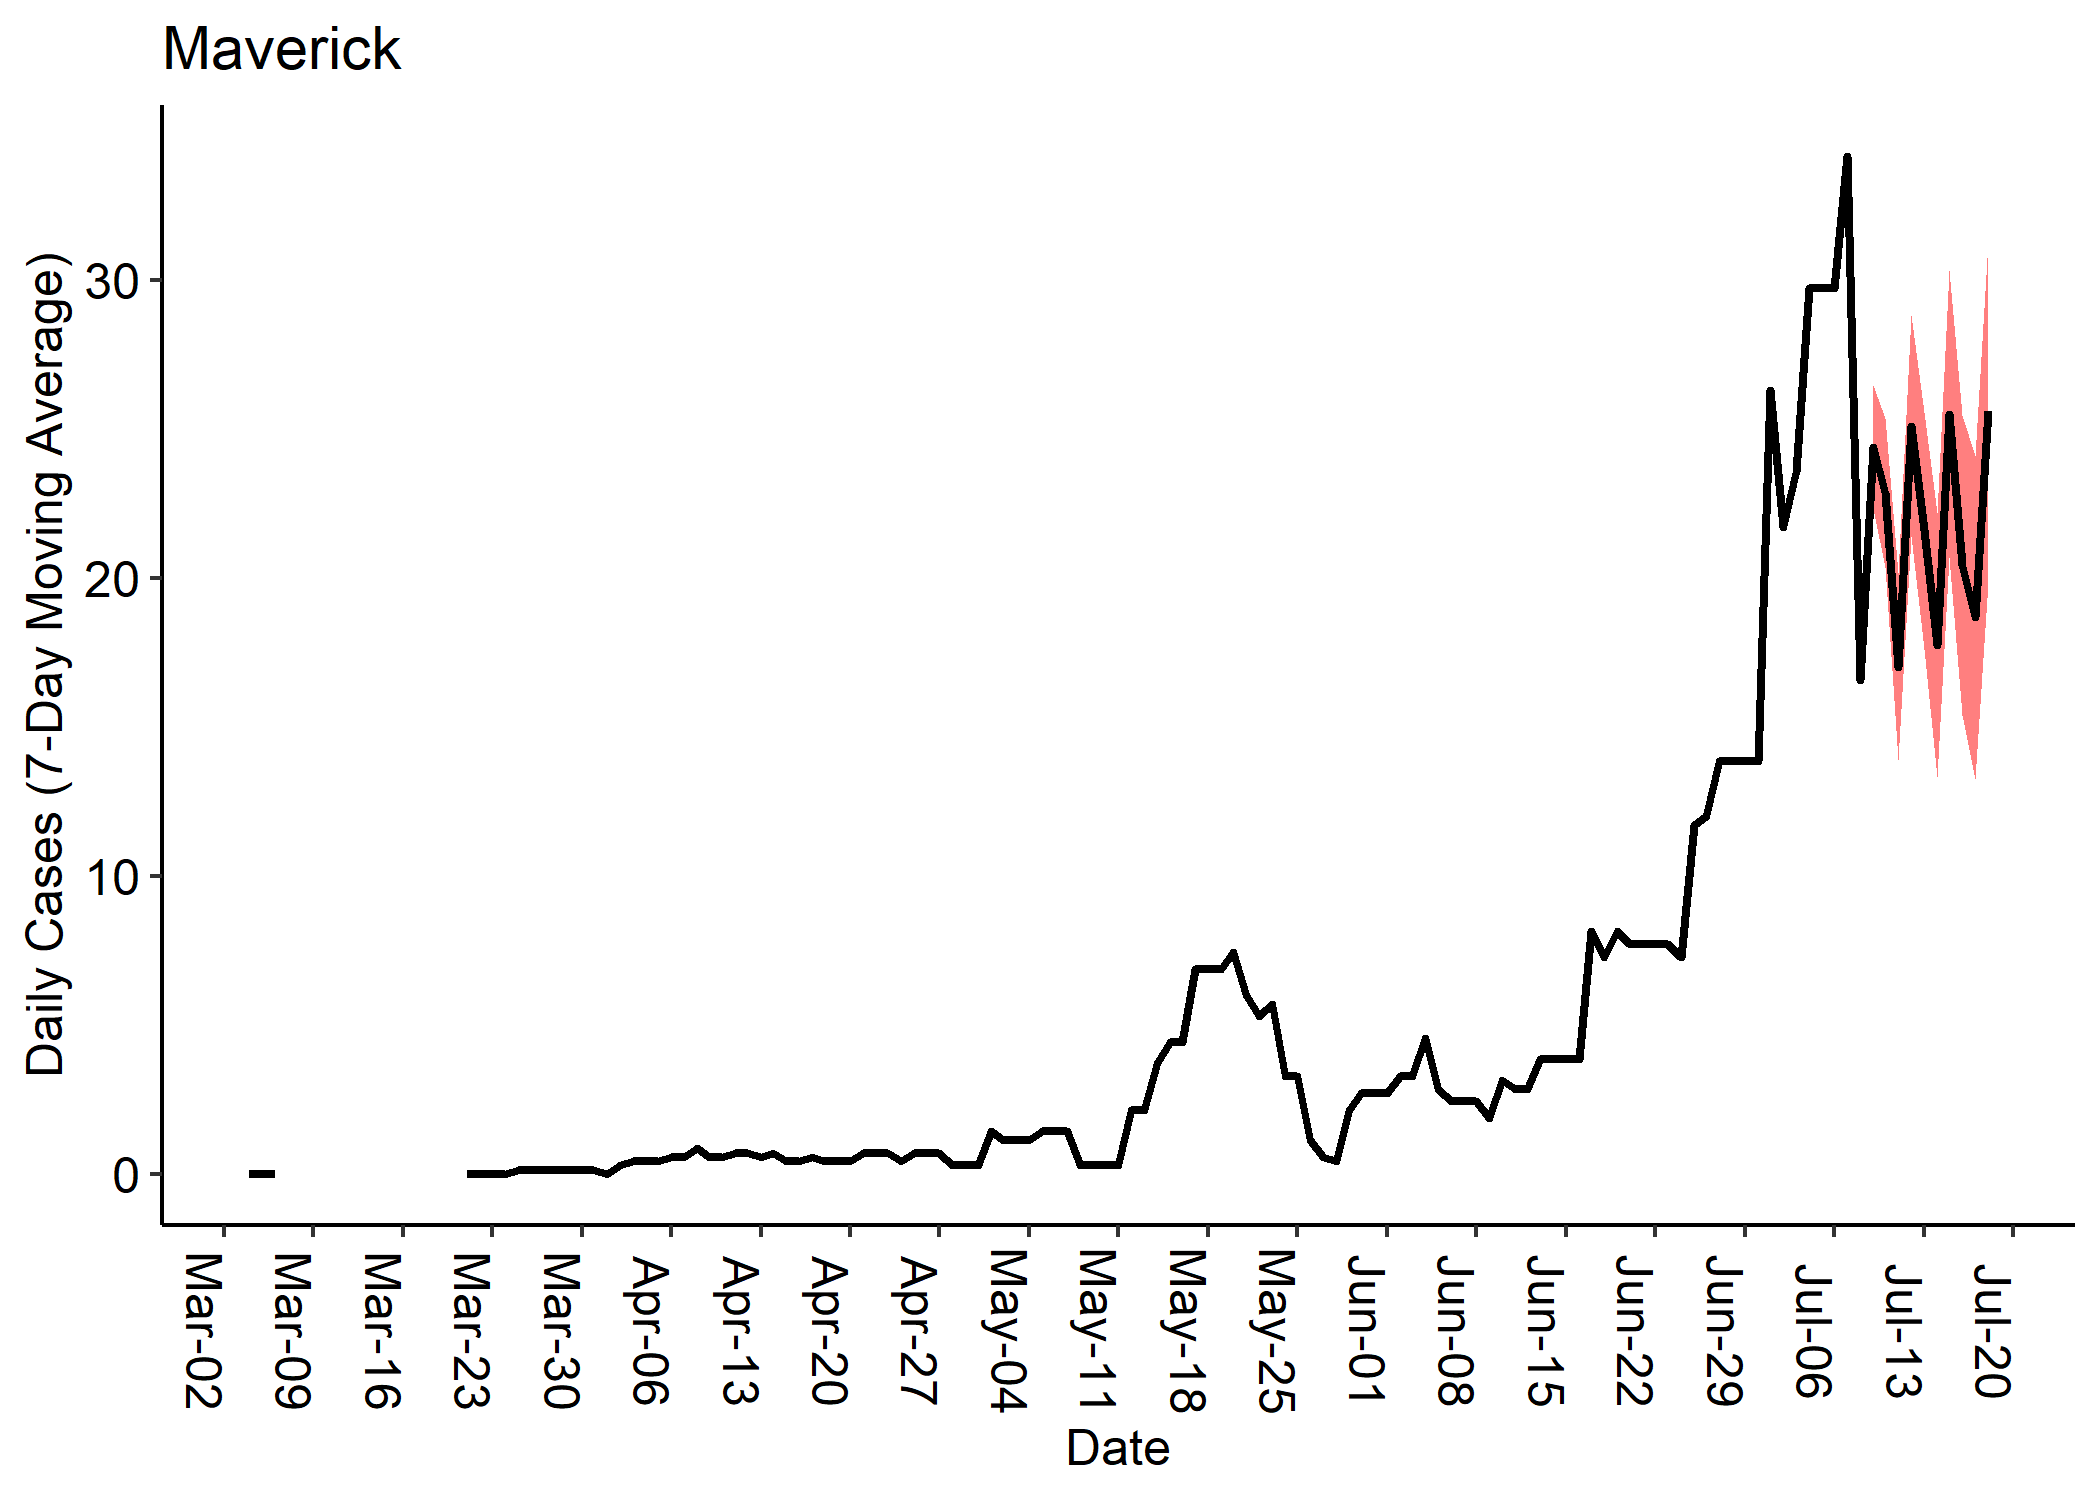 Maverick
Daily Cases (7-Day Moving Average)
30
20
10
0
Mar-02
Mar-09
Mar-16
Mar-23
Mar-30
Apr-06
Apr-13
Apr-20
Apr-27
May-04
May-11
May-18
May-25
Jun-01
Jun-08
Jun-15
Jun-22
Jun-29
Jul-06
Jul-13
Jul-20
Date